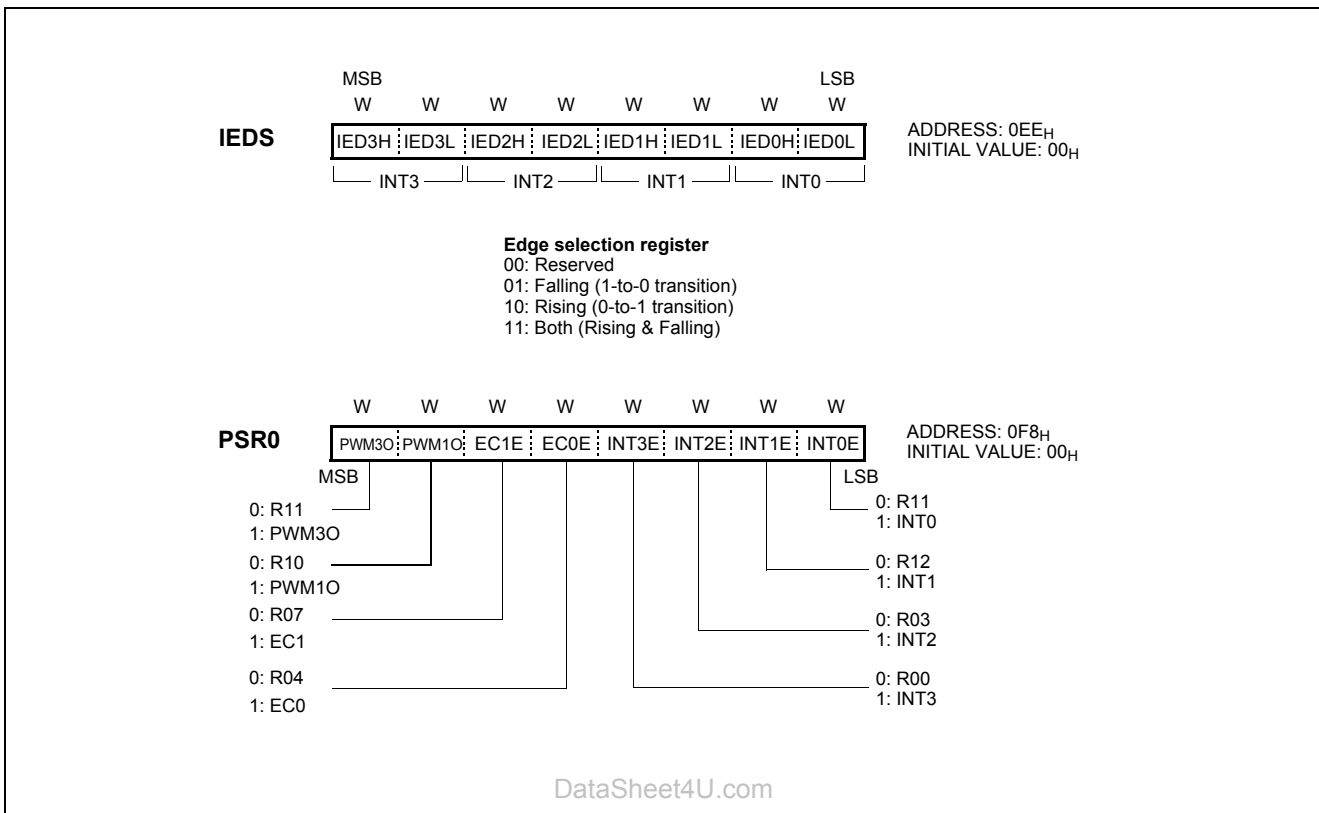 MSB LSB
W W W W W W W W
IEDS IED3H IED3L IED2H IED2L IED1H IED1L IED0H IED0L ADDRESS: 0EEH
INITIAL VALUE: 00H
INT3 INT2 INT1 INT0
Edge selection register
00: Reserved
01: Falling (1-to-0 transition)
10: Rising (0-to-1 transition)
11: Both (Rising & Falling)
W W W W W W W W
PSR0 PWM3O PWM1O EC1E EC0E INT3E INT2E INT1E INT0E ADDRESS: 0F8H
INITIAL VALUE: 00H
MSB LSB
0: R11
1: PWM3O
0: R10
1: PWM1O
0: R07
1: EC1
0: R04
1: EC0
0: R11
1: INT0
0: R12
1: INT1
0: R03
1: INT2
0: R00
1: INT3
DataSheet4U.com